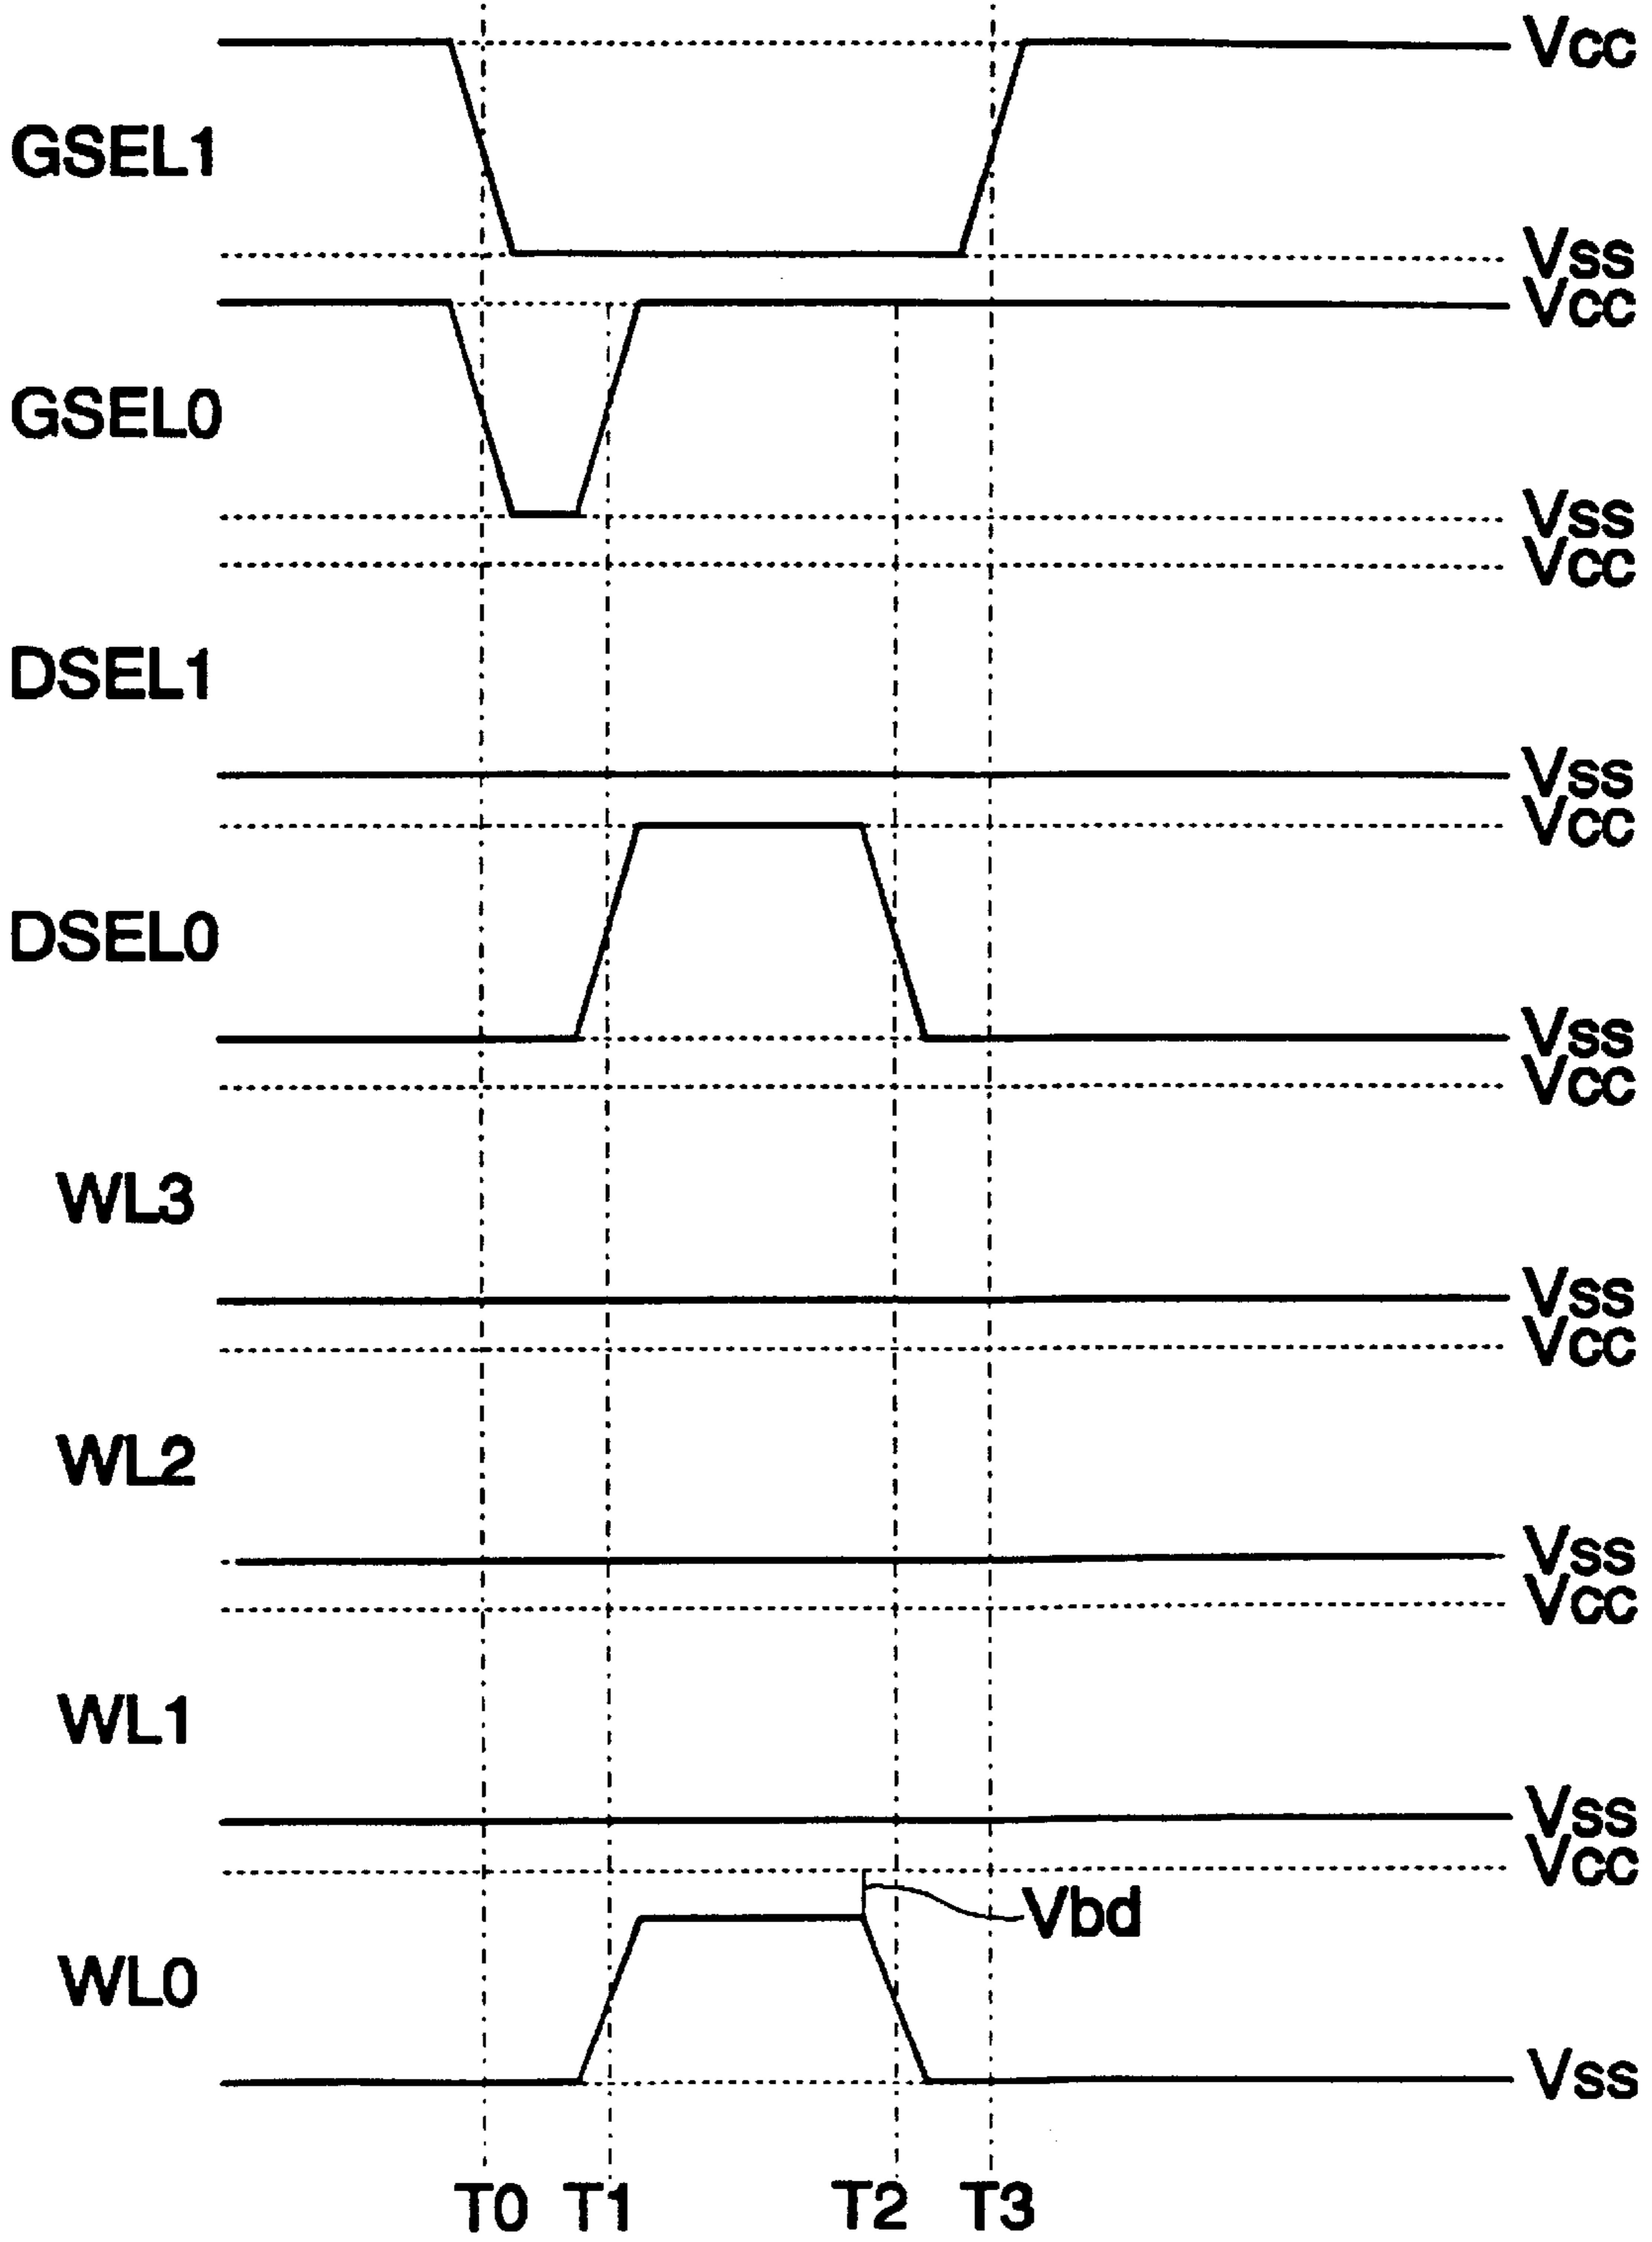 Vcc
GSEL1
Vss
Vcc
GSEL0
Vss
Vcc
DSEL1
Vss
Vcc
DSEL0
Vss
Vcc
WL3
Vss
Vcc
WL2
Vss
Vcc
WL1
Vss
Vcc
Vbd
WL0
Vss
T0 T1 T2 T3